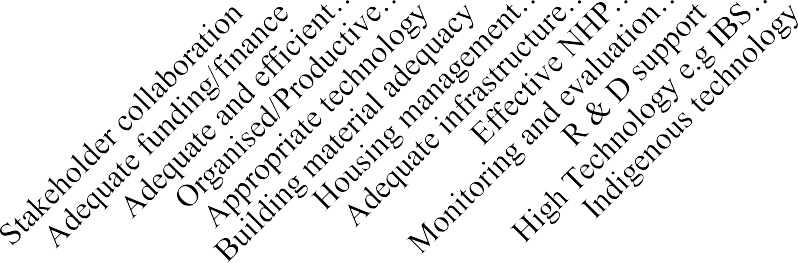 Stakeholder collaboration
Adequate funding/finance
Adequate and efficient…
Organised/Productive…
Appropriate technology
Building material adequacy
Housing management…
Adequate infrastructure…
Effective NHP…
Monitoring and evaluation…
R & D support
High Technology e.g IBS…
Indigenous technology